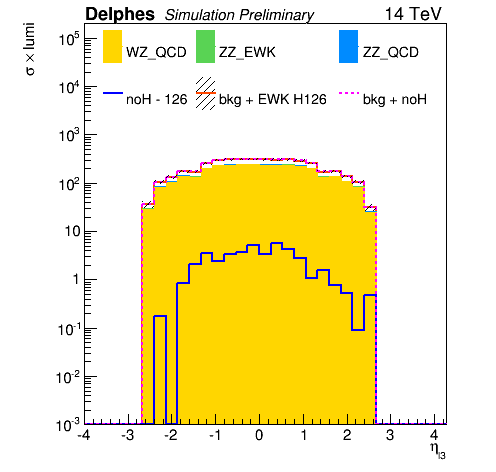 Delphes Simulation Preliminary 14 TeV
σ × lumi
WZ_QCD ZZ_EWK ZZ_QCD
noH - 126 bkg + EWK H126 bkg + noH
10⁵
10⁴
10³
10²
10
1
10⁻¹
10⁻²
10⁻³
-4 -3 -2 -1 0 1 2 3 4
η_l3